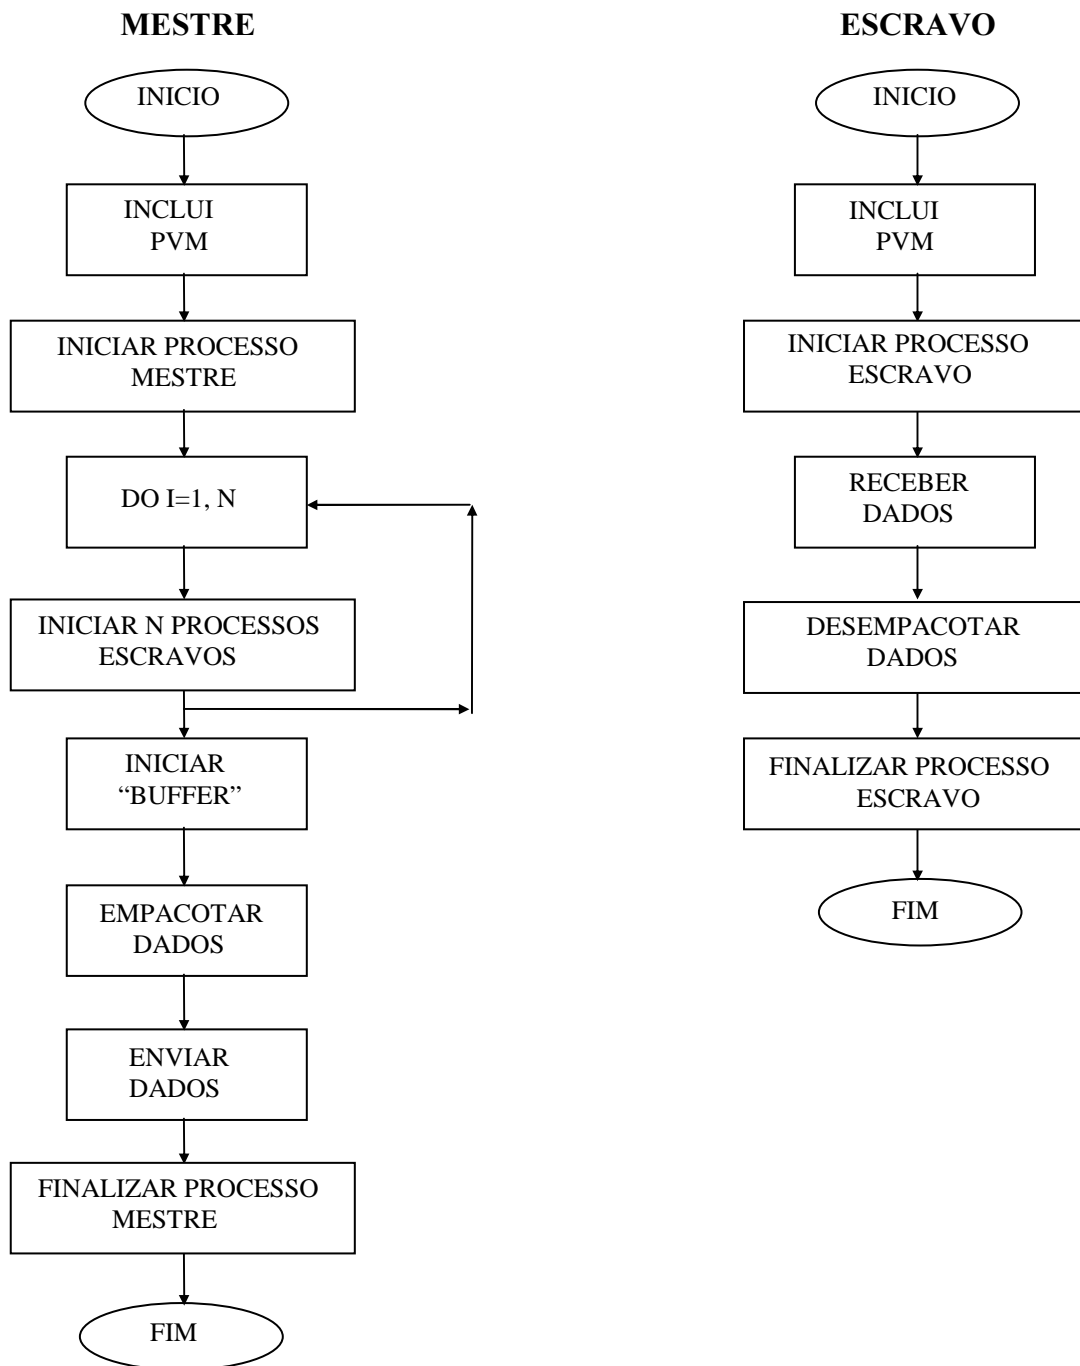 MESTRE
INICIO
INCLUI
PVM
INICIAR PROCESSO
MESTRE
DO I=1, N
INICIAR N PROCESSOS
ESCRAVOS
INICIAR
“BUFFER”
EMPACOTAR
DADOS
ENVIAR
DADOS
FINALIZAR PROCESSO
MESTRE
FIM
ESCRAVO
INICIO
INCLUI
PVM
INICIAR PROCESSO
ESCRAVO
RECEBER
DADOS
DESEMPACOTAR
DADOS
FINALIZAR PROCESSO
ESCRAVO
FIM